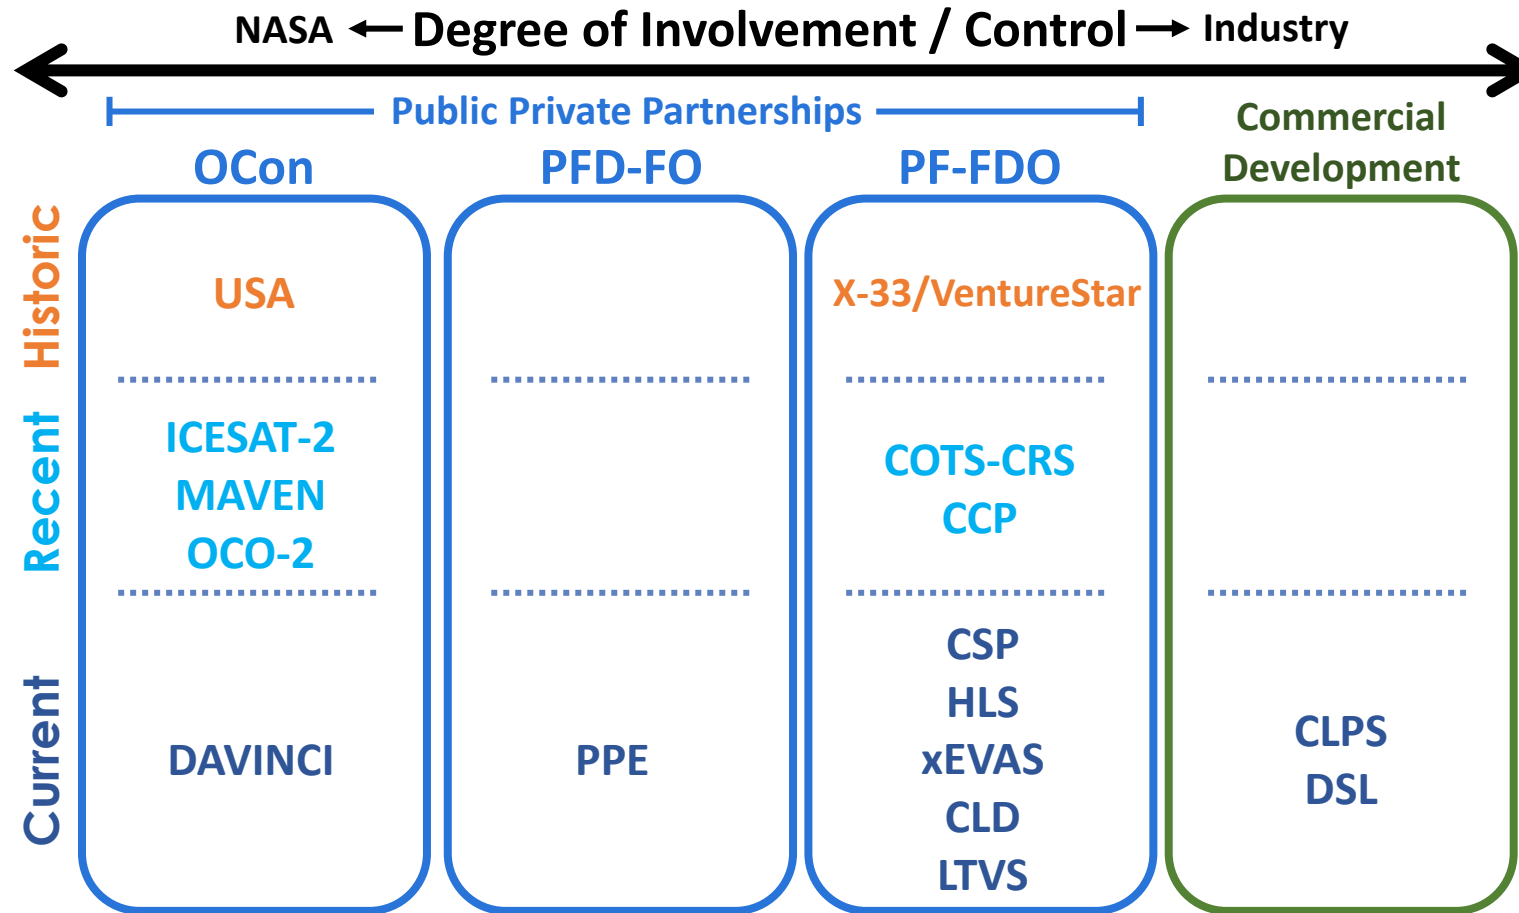 NASA Degree of Involvement / Control Industry
Public Private Partnerships
Commercial
Development
OCon PFD-FO PF-FDO
Historic
USA
X-33/VentureStar
Recent
ICESAT-2
MAVEN
OCO-2
COTS-CRS
CCP
Current
DAVINCI
PPE
CSP
HLS
xEVAS
CLD
LTVS
CLPS
DSL